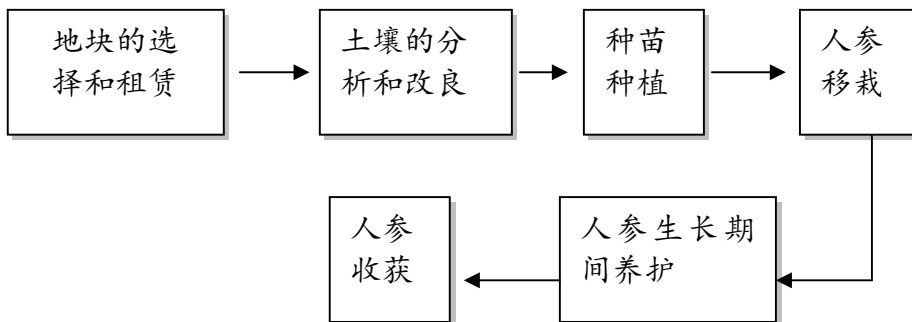 地块的选
择和租赁
土壤的分
析和改良
种苗
种植
人参
移栽
人参生长期
间养护
人参
收获